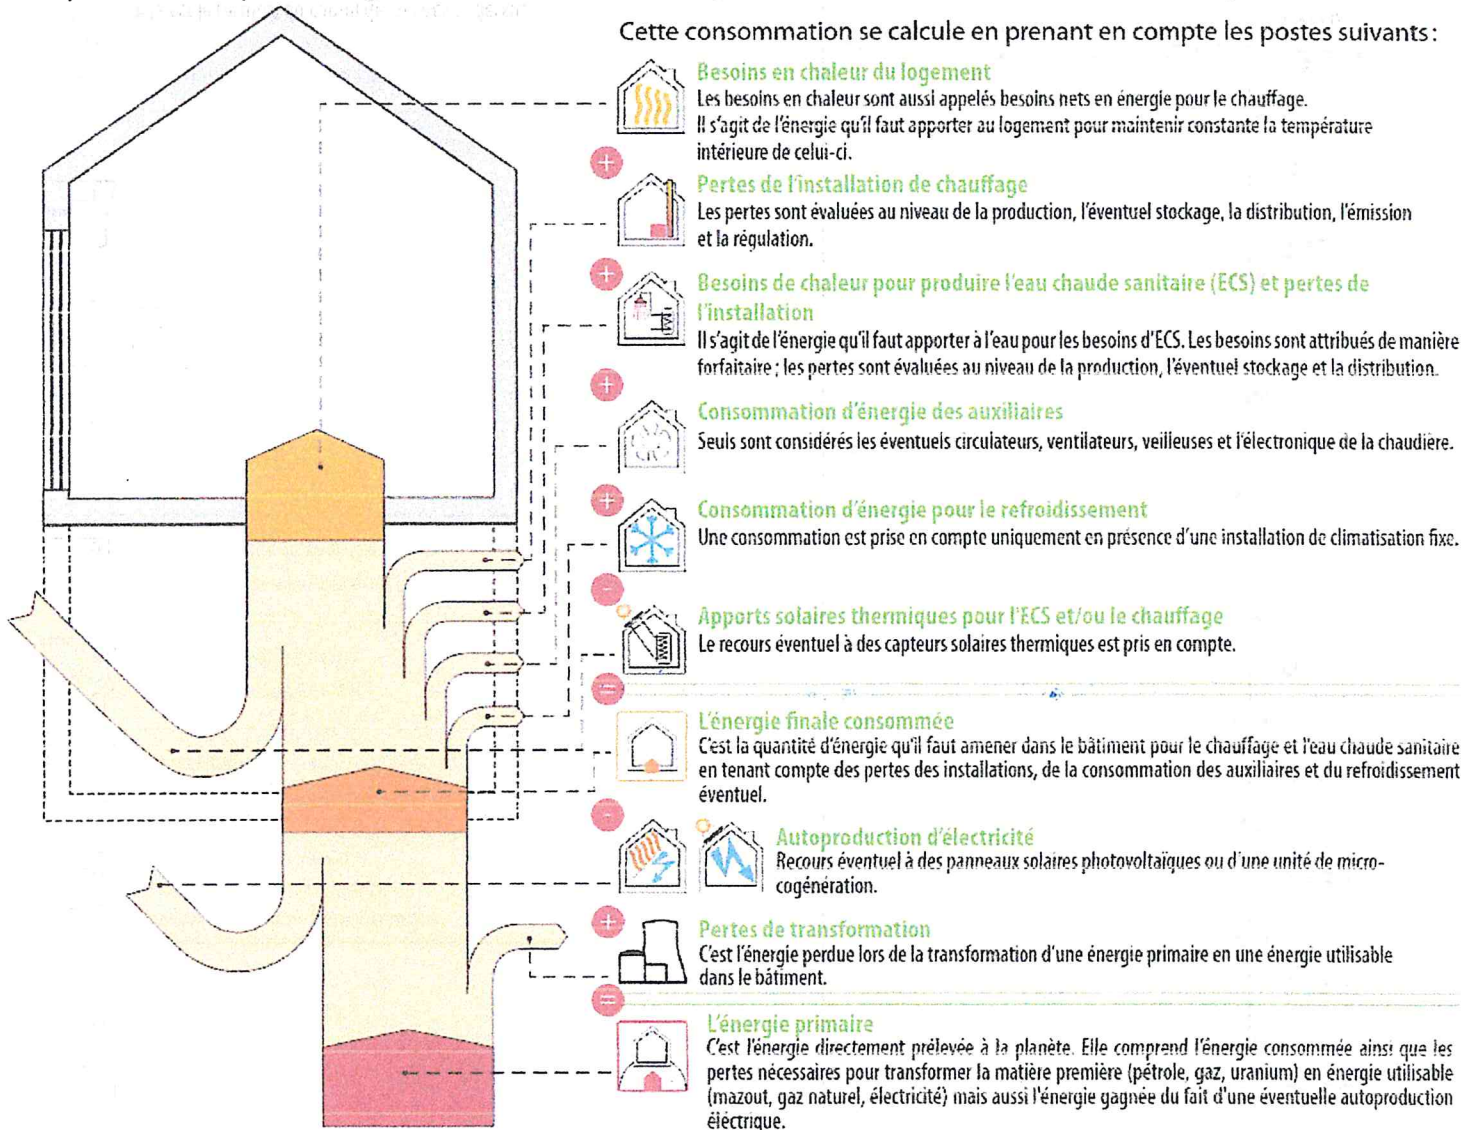 Cette consommation se calcule en prenant en compte les postes suivants :
Besoins en chaleur du logement
Les besoins en chaleur sont aussi appelés besoins nets en énergie pour le chauffage.
Il s'agit de l'énergie qu'il faut apporter au logement pour maintenir constante la température
intérieure de celui-ci.
+
Pertes de l'installation de chauffage
Les pertes sont évaluées au niveau de la production, l'éventuel stockage, la distribution, l'émission
et la régulation.
+
Besoins de chaleur pour produire l'eau chaude sanitaire (ECS) et pertes de
l'installation
Il s'agit de l'énergie qu'il faut apporter à l'eau pour les besoins d'ECS. Les besoins sont attribués de manière
forfaitaire ; les pertes sont évaluées au niveau de la production, l'éventuel stockage et la distribution.
+
Consommation d'énergie des auxiliaires
Seuls sont considérés les éventuels circulateurs, ventilateurs, veilleuses et l'électronique de la chaudière.
+
Consommation d'énergie pour le refroidissement
Une consommation est prise en compte uniquement en présence d'une installation de climatisation fixe.
-
Apports solaires thermiques pour l'ECS et/ou le chauffage
Le recours éventuel à des capteurs solaires thermiques est pris en compte.
=
L'énergie finale consommée
C'est la quantité d'énergie qu'il faut amener dans le bâtiment pour le chauffage et l'eau chaude sanitaire
en tenant compte des pertes des installations, de la consommation des auxiliaires et du refroidissement
éventuel.
-
Autoproduction d'électricité
Recours éventuel à des panneaux solaires photovoltaïques ou d'une unité de micro-
cogénération.
+
Pertes de transformation
C'est l'énergie perdue lors de la transformation d'une énergie primaire en une énergie utilisable
dans le bâtiment.
=
L'énergie primaire
C'est l'énergie directement prélevée à la planète. Elle comprend l'énergie consommée ainsi que les
pertes nécessaires pour transformer la matière première (pétrole, gaz, uranium) en énergie utilisable
(mazout, gaz naturel, électricité) mais aussi l'énergie gagnée du fait d'une éventuelle autoproduction
éléctrique.